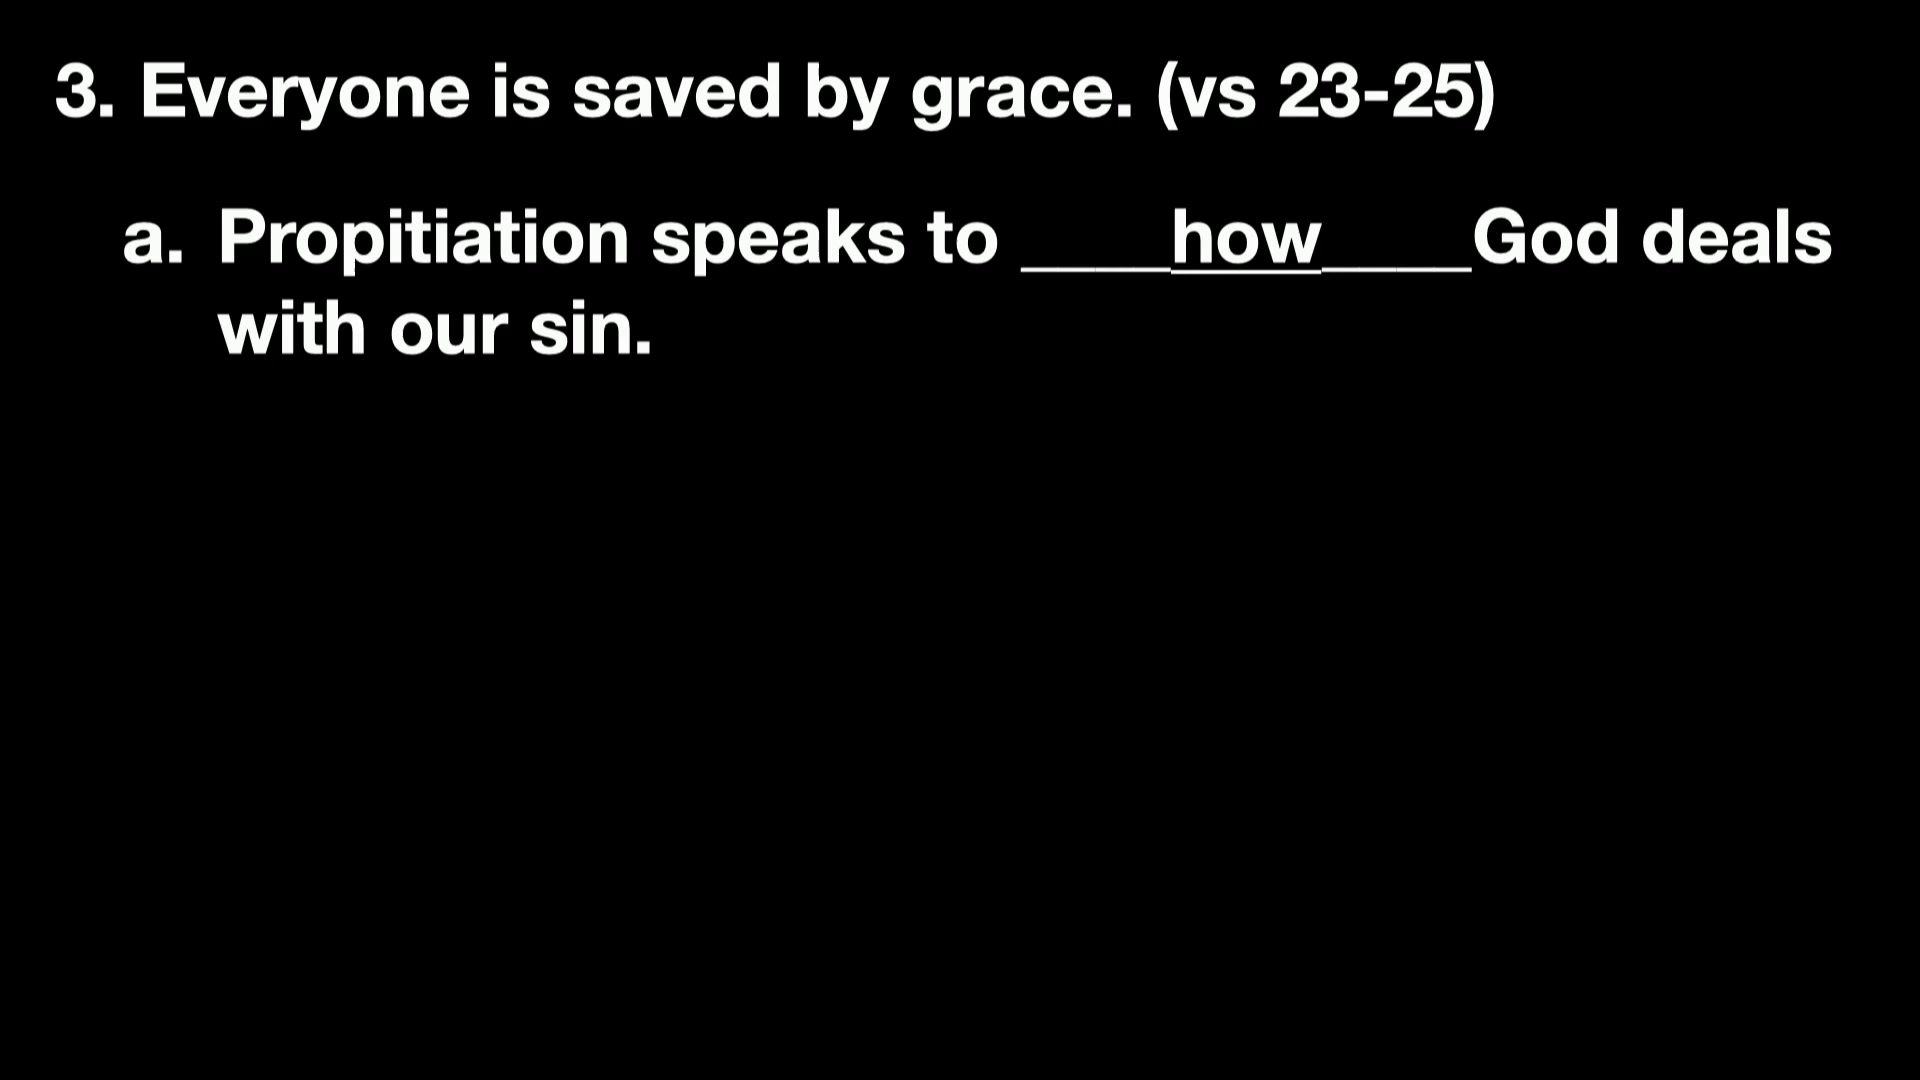 3. Everyone is saved by grace. (vs 23-25)
a. Propitiation speaks to ____how____God deals
with our sin.